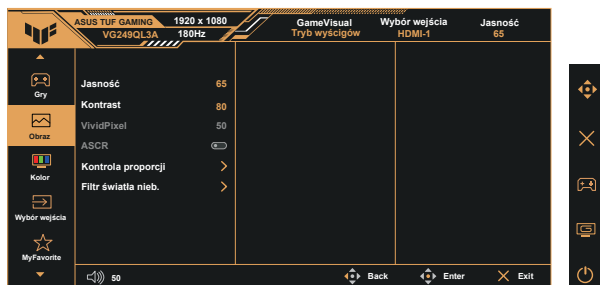 ASUS TUF GAMING 1920 x 1080
VG249QL3A 180Hz
GameVisual
Tryb wyścigów
Wybór wejścia
HDMI-1
Jasność
65
Gry
Obraz
Kolor
Wybór wejścia
MyFavorite
Jasność 65
Kontrast 80
VividPixel 50
ASCR
Kontrola proporcji
Filtr światła nieb.
50
Back
Enter
Exit